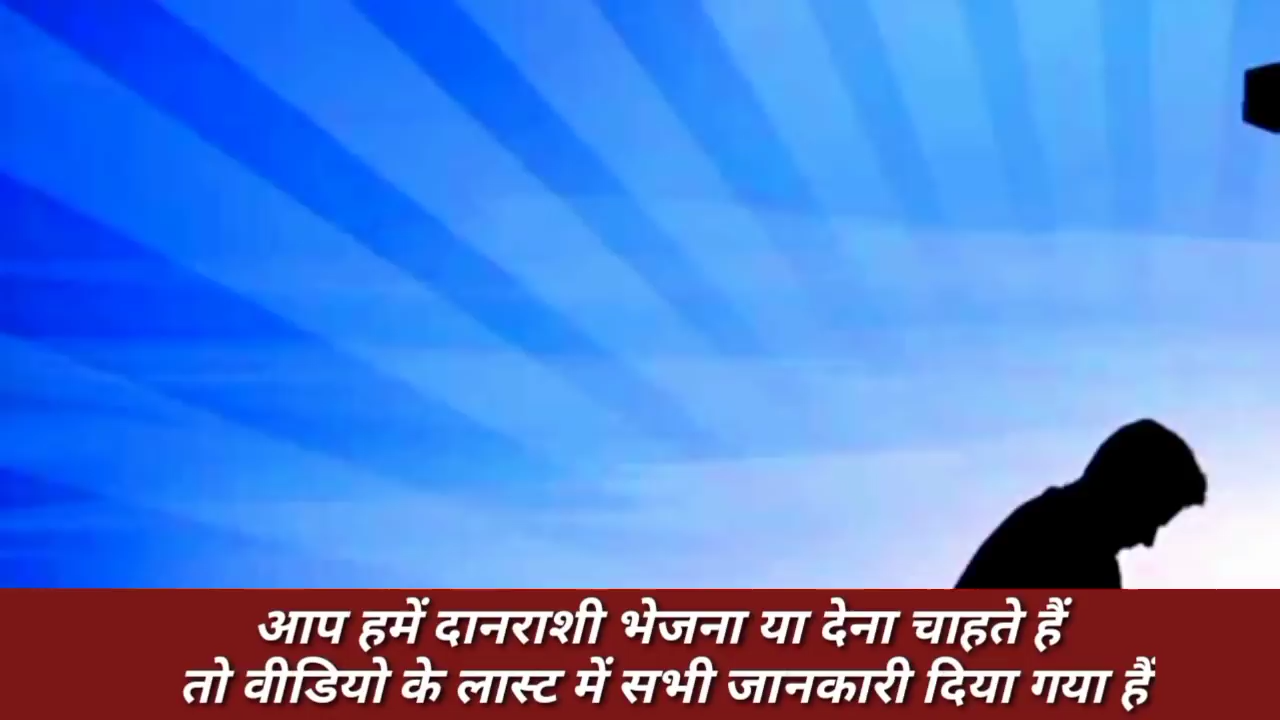 आप हमें दानराशी भेजना या देना चाहते हैं
तो वीडियो के लास्ट में सभी जानकारी दिया गया हैं